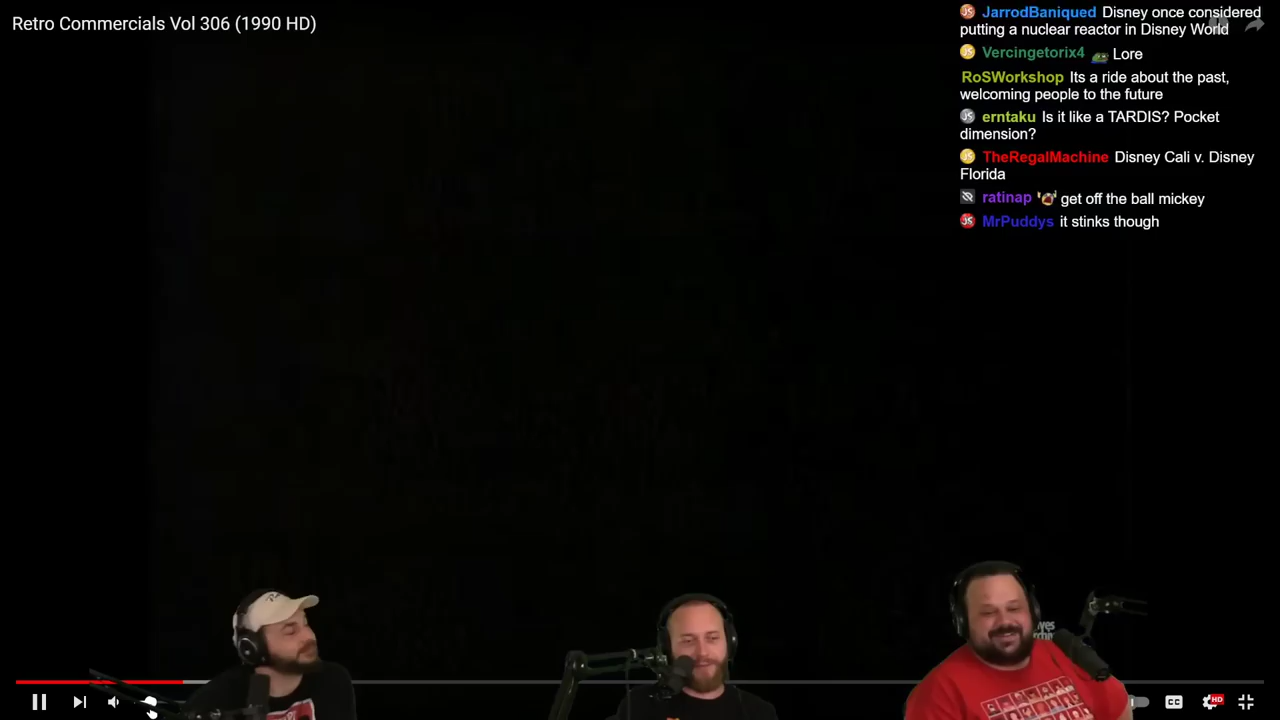 Retro Commercials Vol 306 (1990 HD)
JarrodBaniqued Disney once considered
putting a nuclear reactor in Disney World
Vercingetorix4 Lore
RoSWorkshop Its a ride about the past,
welcoming people to the future
erntaku Is it like a TARDIS? Pocket
dimension?
TheRegalMachine Disney Cali v. Disney
Florida
ratinap get off the ball mickey
MrPuddys it stinks though
CC
HD